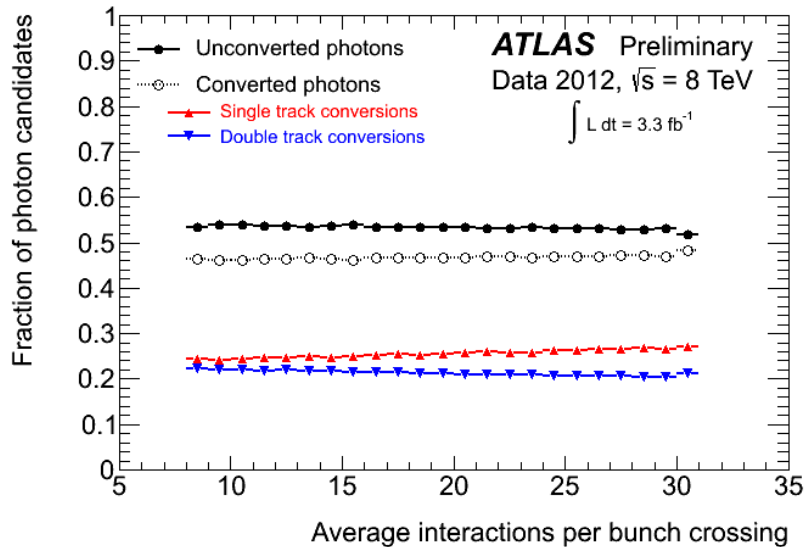 Fraction of photon candidates
1
0.9
0.8
0.7
0.6
0.5
0.4
0.3
0.2
0.1
0
Unconverted photons
Converted photons
Single track conversions
Double track conversions
ATLAS Preliminary
Data 2012, √s = 8 TeV
∫ L dt = 3.3 fb⁻¹
5 10 15 20 25 30 35
Average interactions per bunch crossing